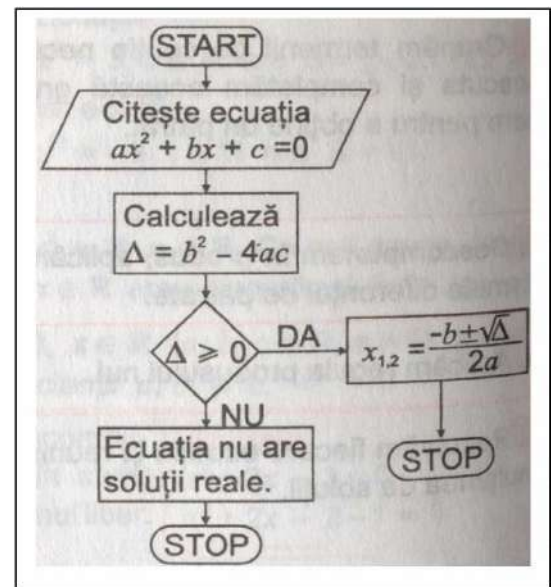 START
Citește ecuația
ax² + bx + c =0
Calculează
Δ = b² – 4ac
Δ ⩾ 0
DA
x₁,₂ = (-b±√Δ)/2a
NU
Ecuația nu are
soluții reale.
STOP
STOP